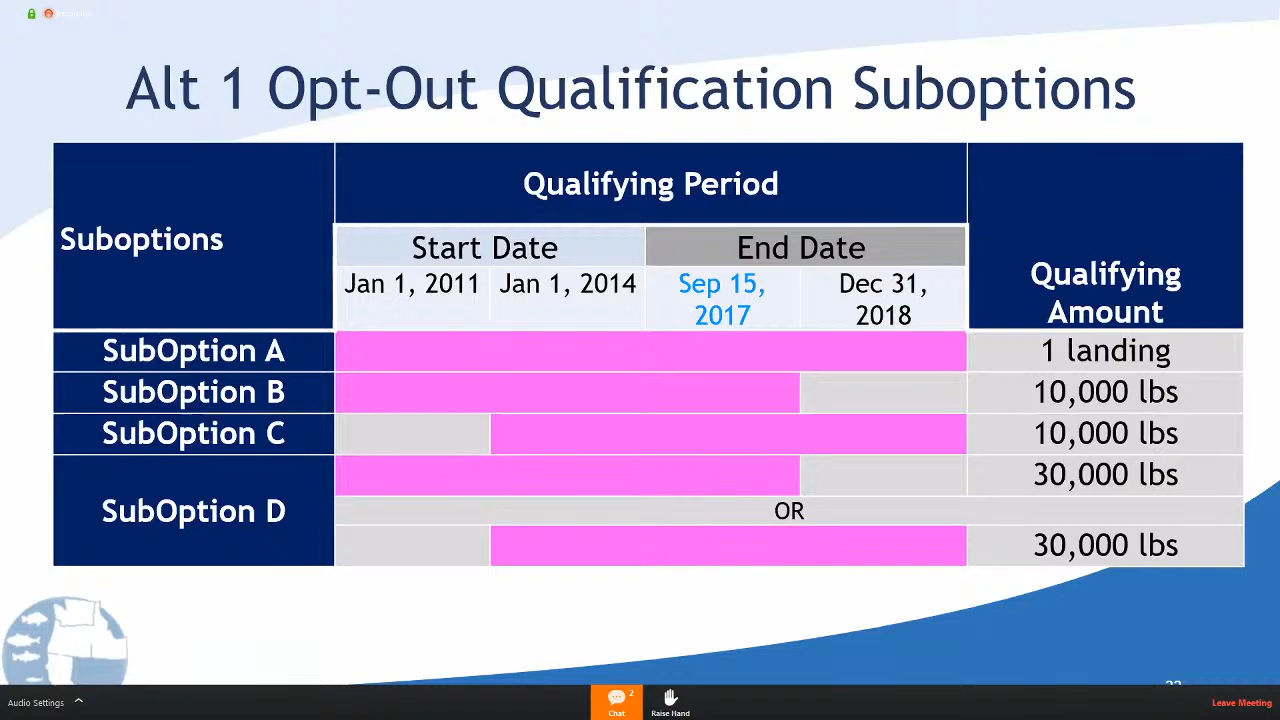 Alt 1 Opt-Out Qualification Suboptions
Suboptions
Qualifying Period
Qualifying
Amount
Start Date
End Date
Jan 1, 2011
Jan 1, 2014
Sep 15,
2017
Dec 31,
2018
SubOption A
1 landing
SubOption B
10,000 lbs
SubOption C
10,000 lbs
SubOption D
30,000 lbs
OR
30,000 lbs
Audio Settings
2
Chat
Raise Hand
Leave Meeting